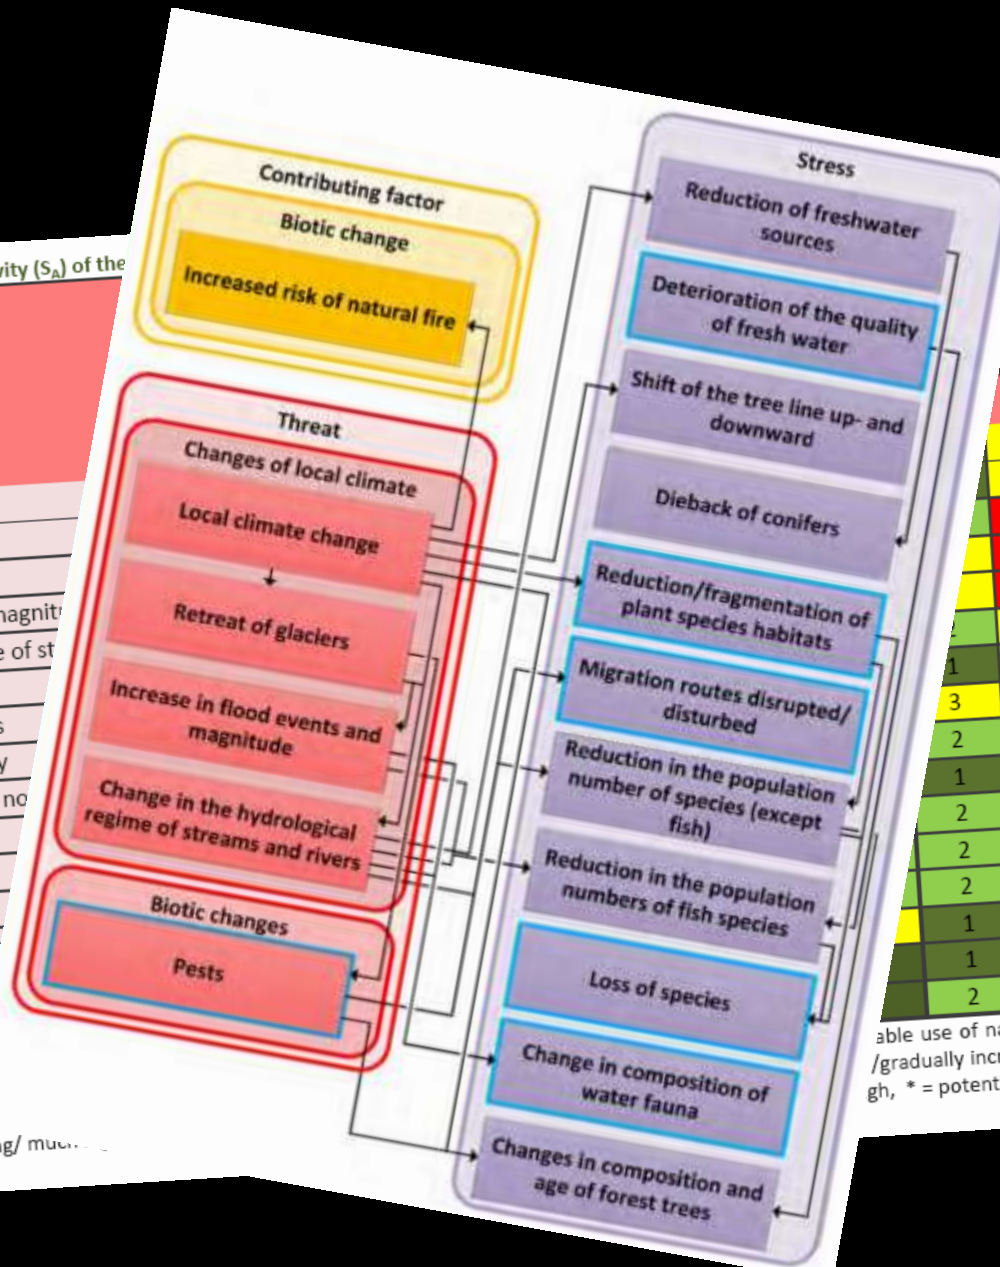 Stress
Reduction of freshwater
sources
Contributing factor
Biotic change
Increased risk of natural fire
Deterioration of the quality
of fresh water
Shift of the tree line up- and
downward
Threat
Changes of local climate
Local climate change
Dieback of conifers
Retreat of glaciers
Reduction/fragmentation of
plant species habitats
Increase in flood events and
magnitude
Migration routes disrupted/
disturbed
Change in the hydrological
regime of streams and rivers
Reduction in the population
number of species (except
fish)
Reduction in the population
numbers of fish species
Biotic changes
Pests
Loss of species
Change in composition of
water fauna
Changes in composition and
age of forest trees
(S_A) of the
e of
no
1
3
2
1
2
2
2
1
1
2
able use of
/gradually
gh, * =